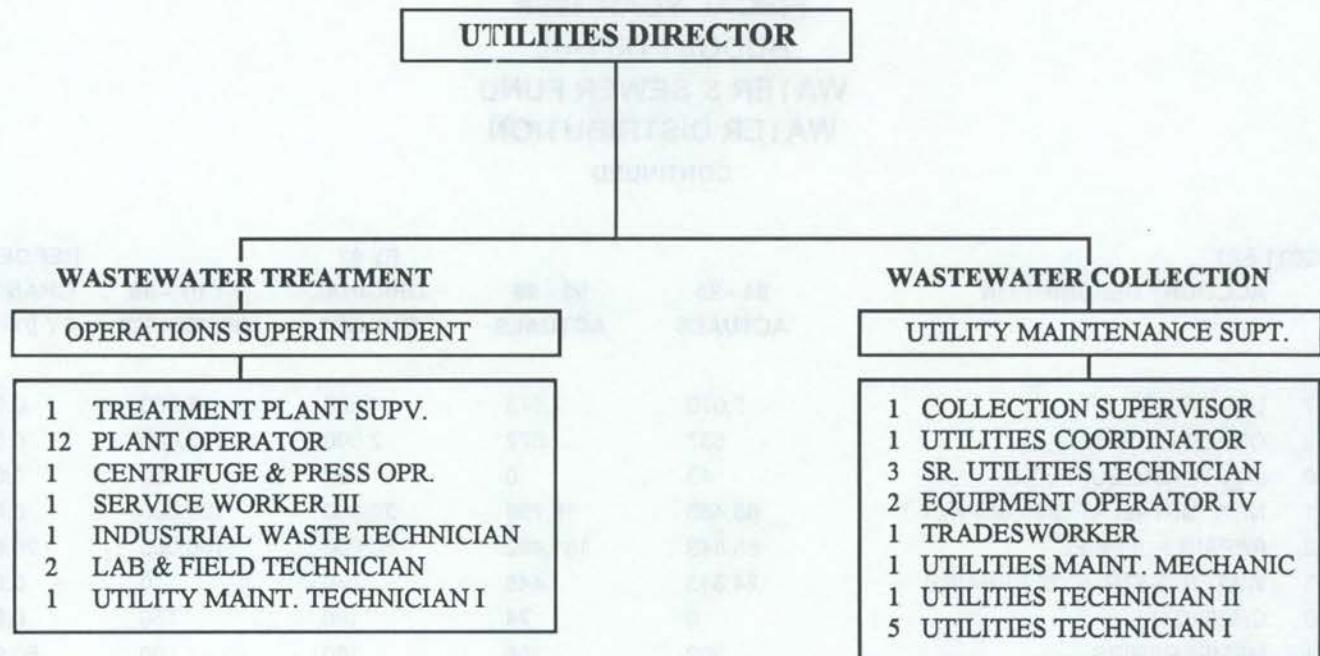 UTILITIES DIRECTOR
WASTEWATER TREATMENT
OPERATIONS SUPERINTENDENT
1 TREATMENT PLANT SUPV.
12 PLANT OPERATOR
1 CENTRIFUGE & PRESS OPR.
1 SERVICE WORKER III
1 INDUSTRIAL WASTE TECHNICIAN
2 LAB & FIELD TECHNICIAN
1 UTILITY MAINT. TECHNICIAN I
WASTEWATER COLLECTION
UTILITY MAINTENANCE SUPT.
1 COLLECTION SUPERVISOR
1 UTILITIES COORDINATOR
3 SR. UTILITIES TECHNICIAN
2 EQUIPMENT OPERATOR IV
1 TRADESWORKER
1 UTILITIES MAINT. MECHANIC
1 UTILITIES TECHNICIAN II
5 UTILITIES TECHNICIAN I